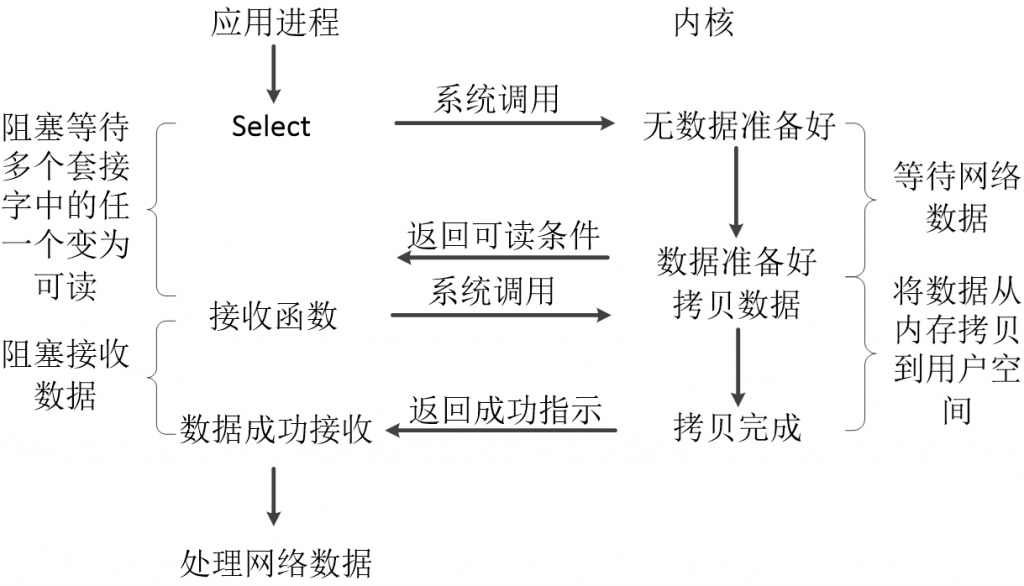 应用进程
内核
系统调用
Select
无数据准备好
阻塞等待
多个套接
字中的任
一个变为
可读
等待网络
数据
返回可读条件
数据准备好
系统调用
接收函数
拷贝数据
将数据从
内存拷贝
到用户空
间
阻塞接收
数据
返回成功指示
数据成功接收
拷贝完成
处理网络数据